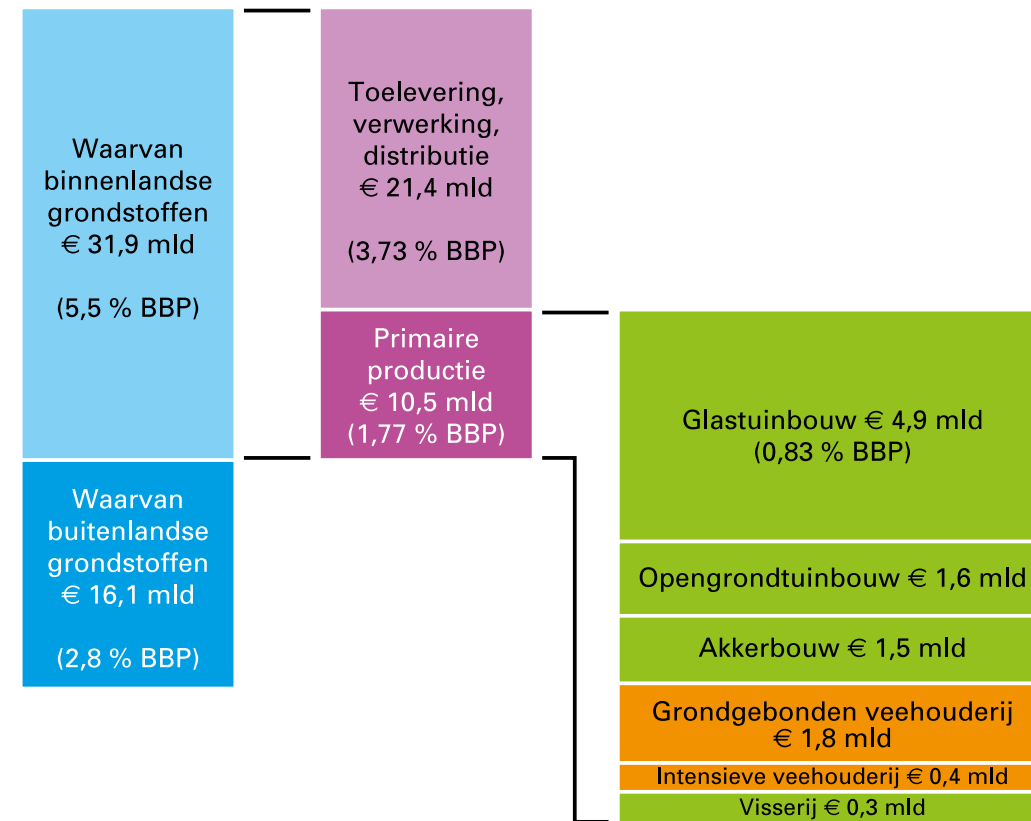 Waarvan
binnenlandse
grondstoffen
€ 31,9 mld
(5,5 % BBP)
Waarvan
buitenlandse
grondstoffen
€ 16,1 mld
(2,8 % BBP)
Toelevering,
verwerking,
distributie
€ 21,4 mld
(3,73 % BBP)
Primaire
productie
€ 10,5 mld
(1,77 % BBP)
Glastuinbouw € 4,9 mld
(0,83 % BBP)
Opengrondtuinbouw € 1,6 mld
Akkerbouw € 1,5 mld
Grondgebonden veehouderij
€ 1,8 mld
Intensieve veehouderij € 0,4 mld
Visserij € 0,3 mld